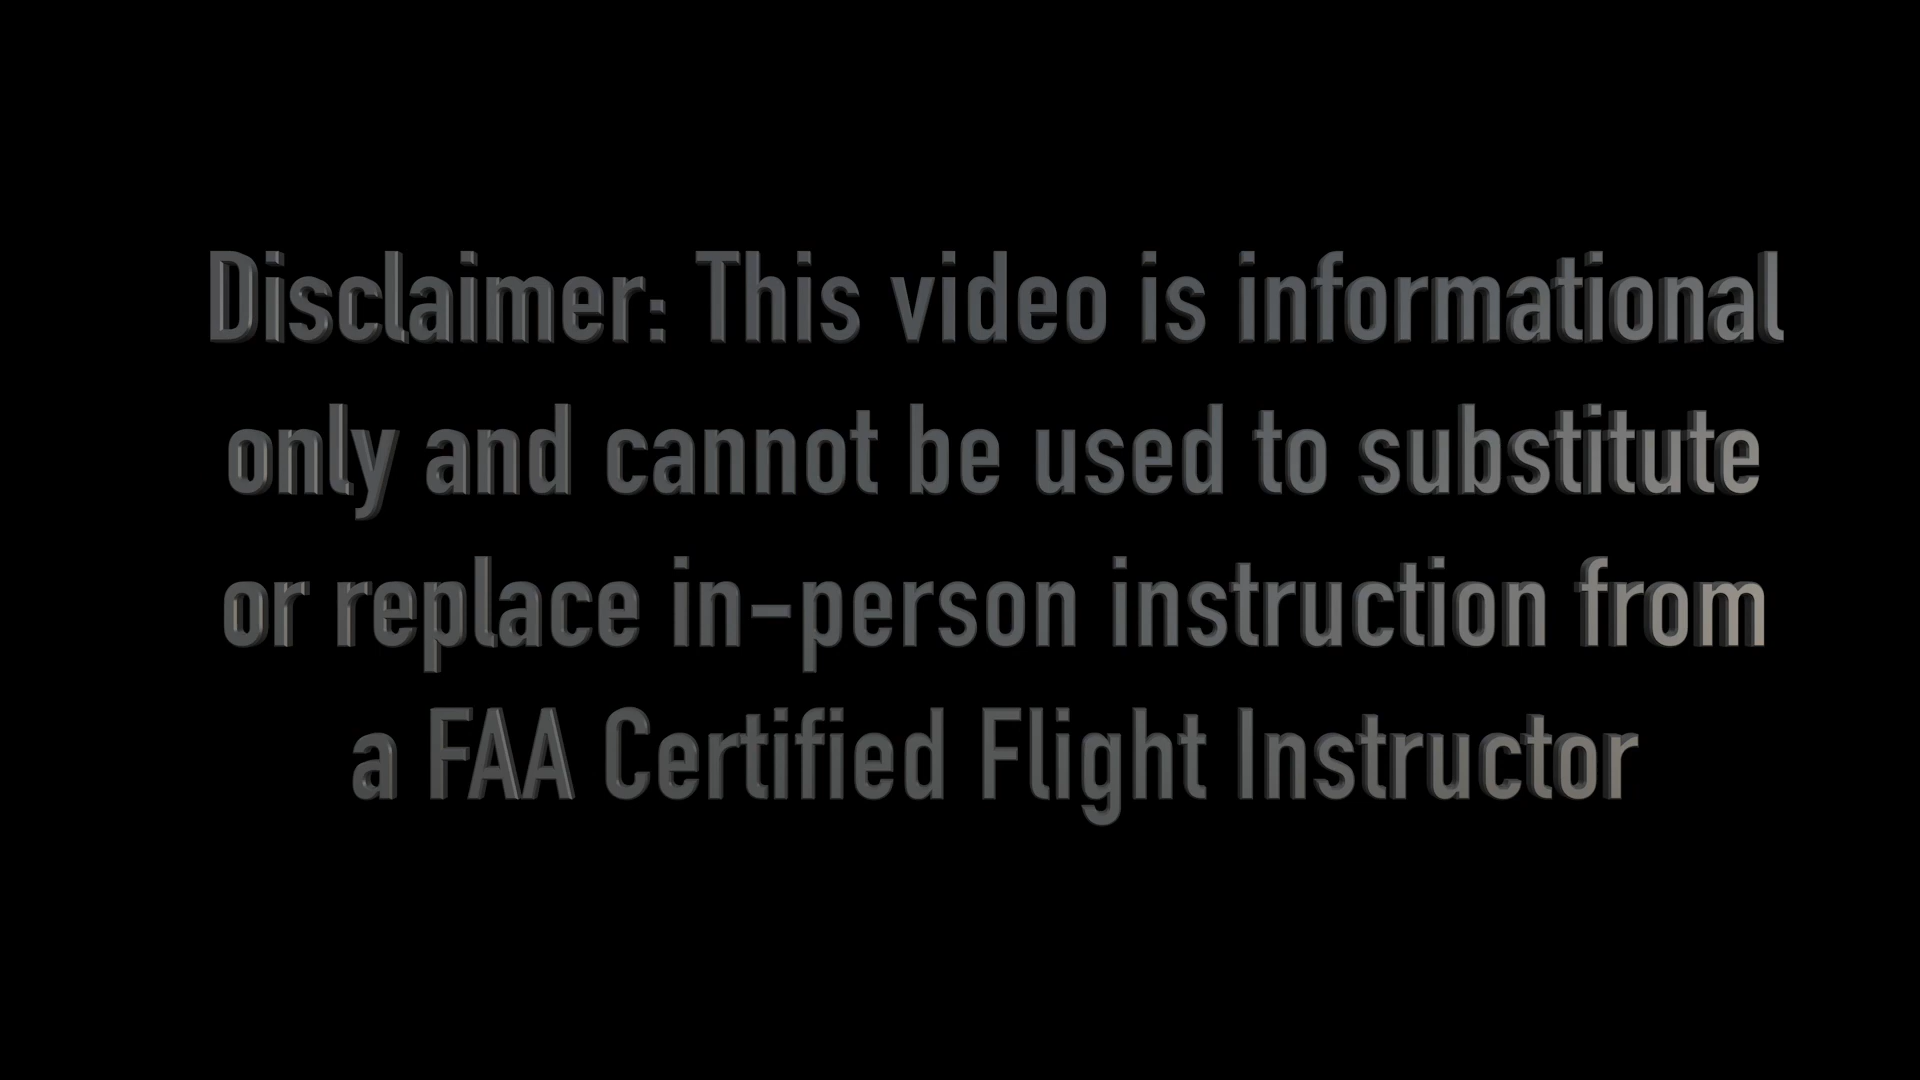 Disclaimer: This video is informational
only and cannot be used to substitute
or replace in-person instruction from
a FAA Certified Flight Instructor